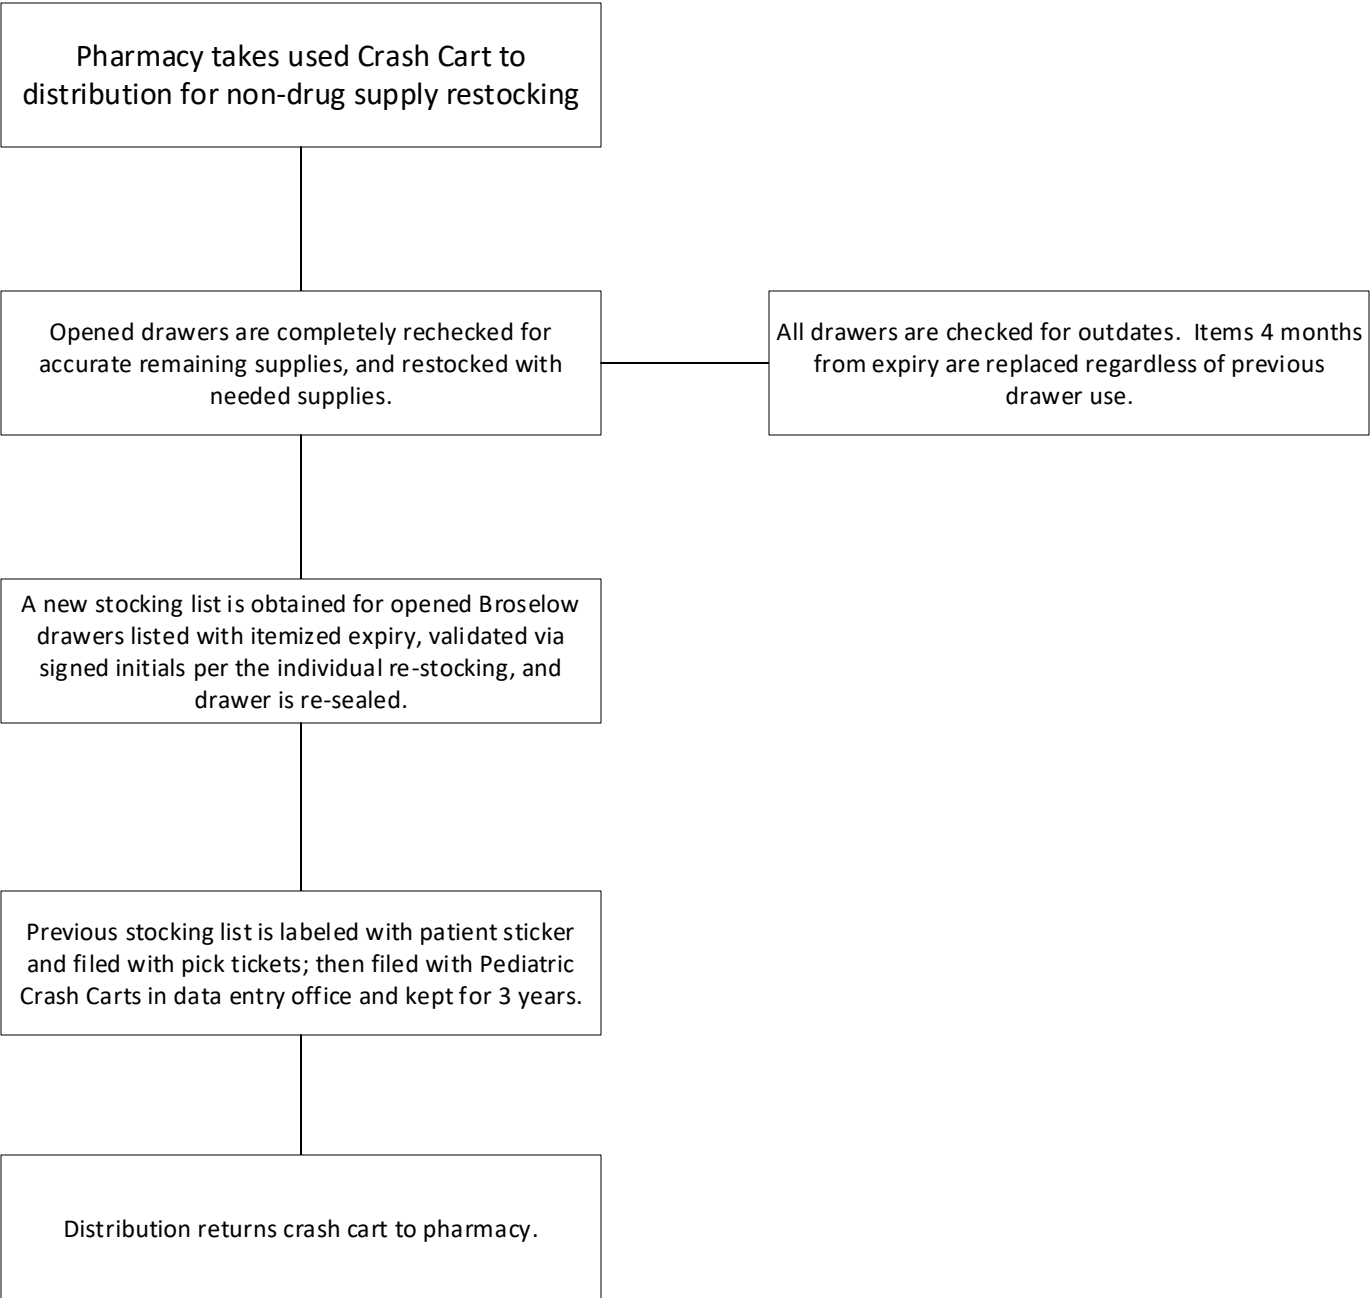 Pharmacy takes used Crash Cart to
distribution for non-drug supply restocking
Opened drawers are completely rechecked for
accurate remaining supplies, and restocked with
needed supplies.
All drawers are checked for outdates.  Items 4 months
from expiry are replaced regardless of previous
drawer use.
A new stocking list is obtained for opened Broselow
drawers listed with itemized expiry, validated via
signed initials per the individual re-stocking, and
drawer is re-sealed.
Previous stocking list is labeled with patient sticker
and filed with pick tickets; then filed with Pediatric
Crash Carts in data entry office and kept for 3 years.
Distribution returns crash cart to pharmacy.